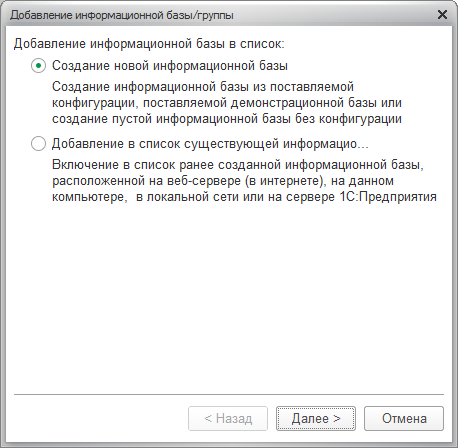 Добавление информационной базы/группы
Добавление информационной базы в список:
Создание новой информационной базы
Создание информационной базы из поставляемой
конфигурации, поставляемой демонстрационной базы или
создание пустой информационной базы без конфигурации
Добавление в список существующей информацио...
Включение в список ранее созданной информационной базы,
расположенной на веб-сервере (в интернете), на данном
компьютере,  в локальной сети или на сервере 1С:Предприятия
< Назад
Далее >
Отмена